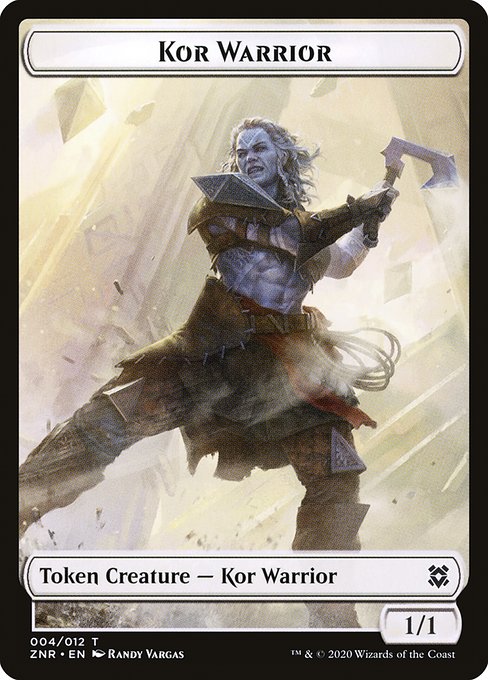 Kor Warrior
Token Creature — Kor Warrior
1/1
004/012 T
ZNR • EN Randy Vargas
™ & © 2020 Wizards of the Coast